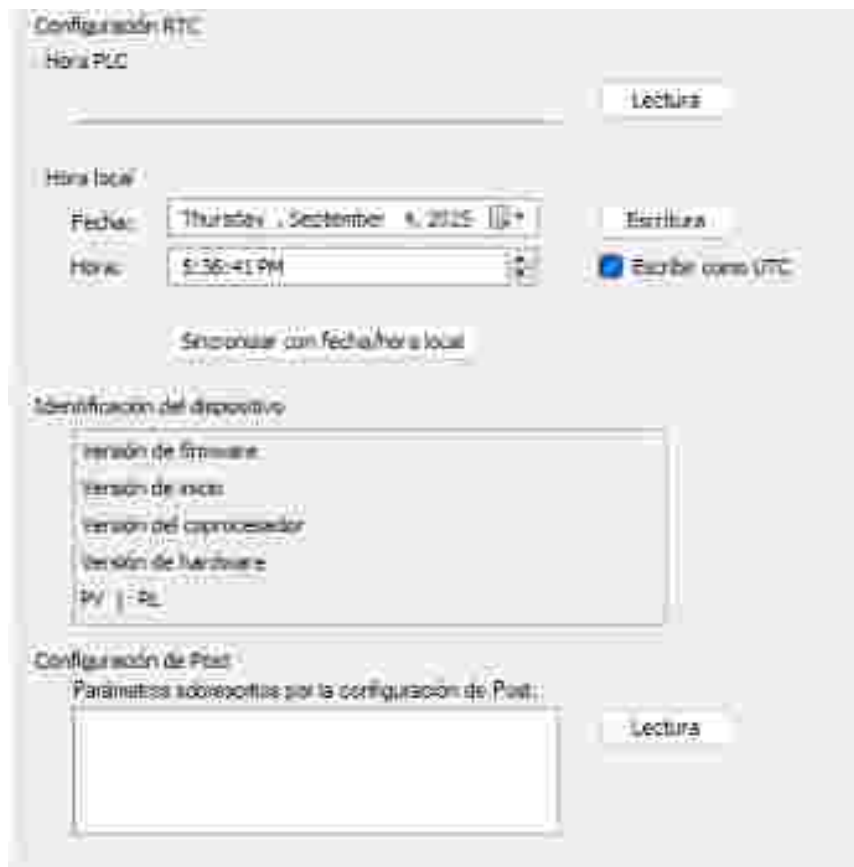 Configuración RTC
Hora PLC
Lectura
Hora local
Fecha: Thursday , September 4, 2025
Escritura
Hora: 5:36:41 PM
Escribir como UTC
Sincronizar con fecha/hora local
Identificación del dispositivo
Versión de firmware
Versión de inicio
Versión del coprocesador
Versión de hardware
PV | RL
Configuración de Post
Parámetros sobrescritos por la configuración de Post:
Lectura